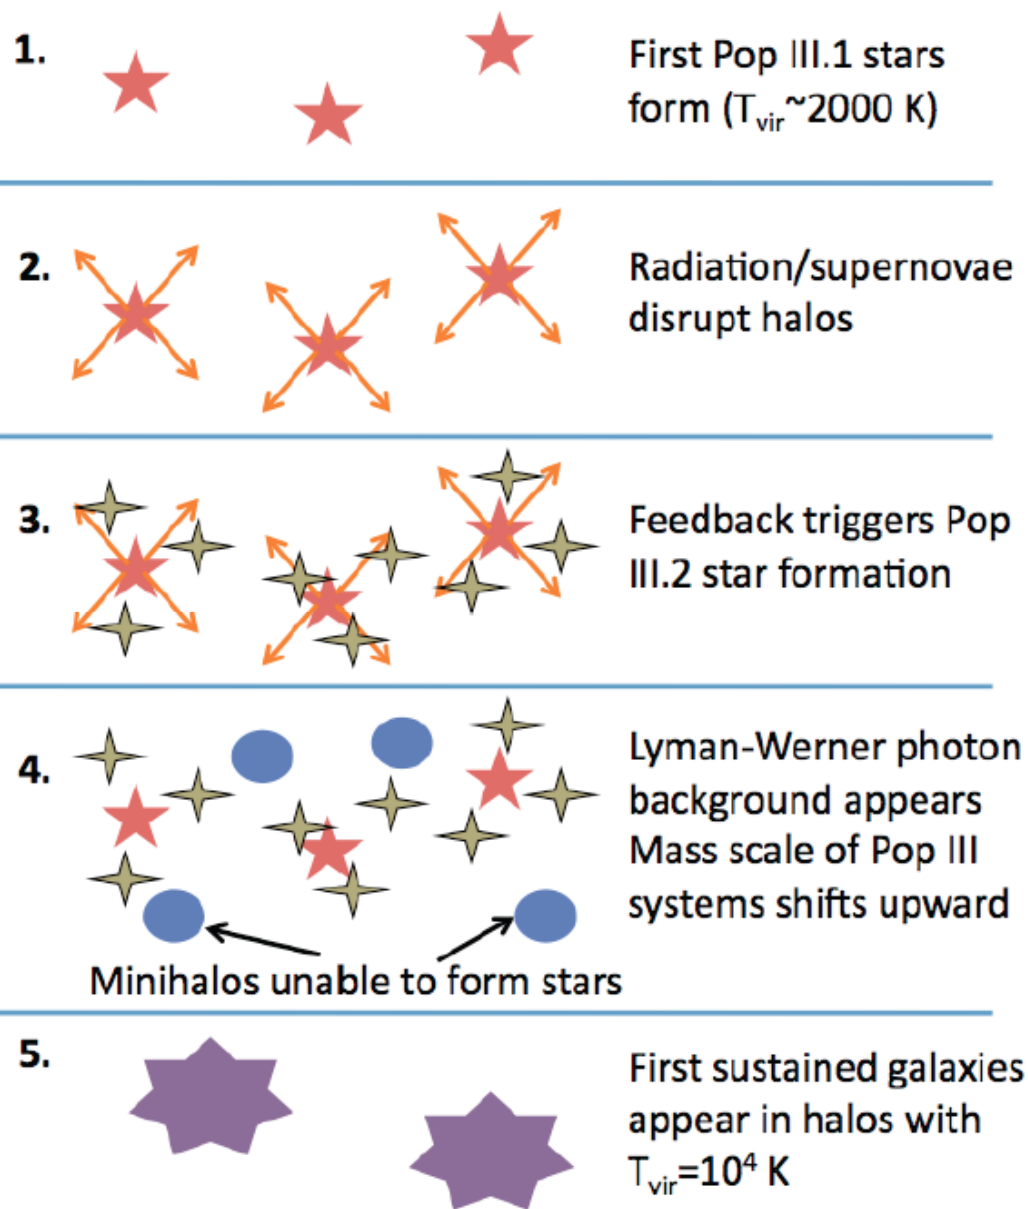 1.
First Pop III.1 stars
form (Tvir~2000 K)
2.
Radiation/supernovae
disrupt halos
3.
Feedback triggers Pop
III.2 star formation
4.
Lyman-Werner photon
background appears
Mass scale of Pop III
systems shifts upward
Minihalos unable to form stars
5.
First sustained galaxies
appear in halos with
Tvir=10⁴ K